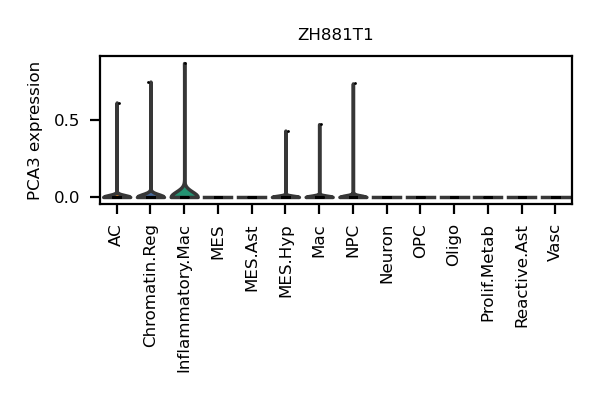 ZH881T1
PCA3 expression
0.5
0.0
AC
Chromatin.Reg
Inflammatory.Mac
MES
MES.Ast
MES.Hyp
Mac
NPC
Neuron
OPC
Oligo
Prolif.Metab
Reactive.Ast
Vasc